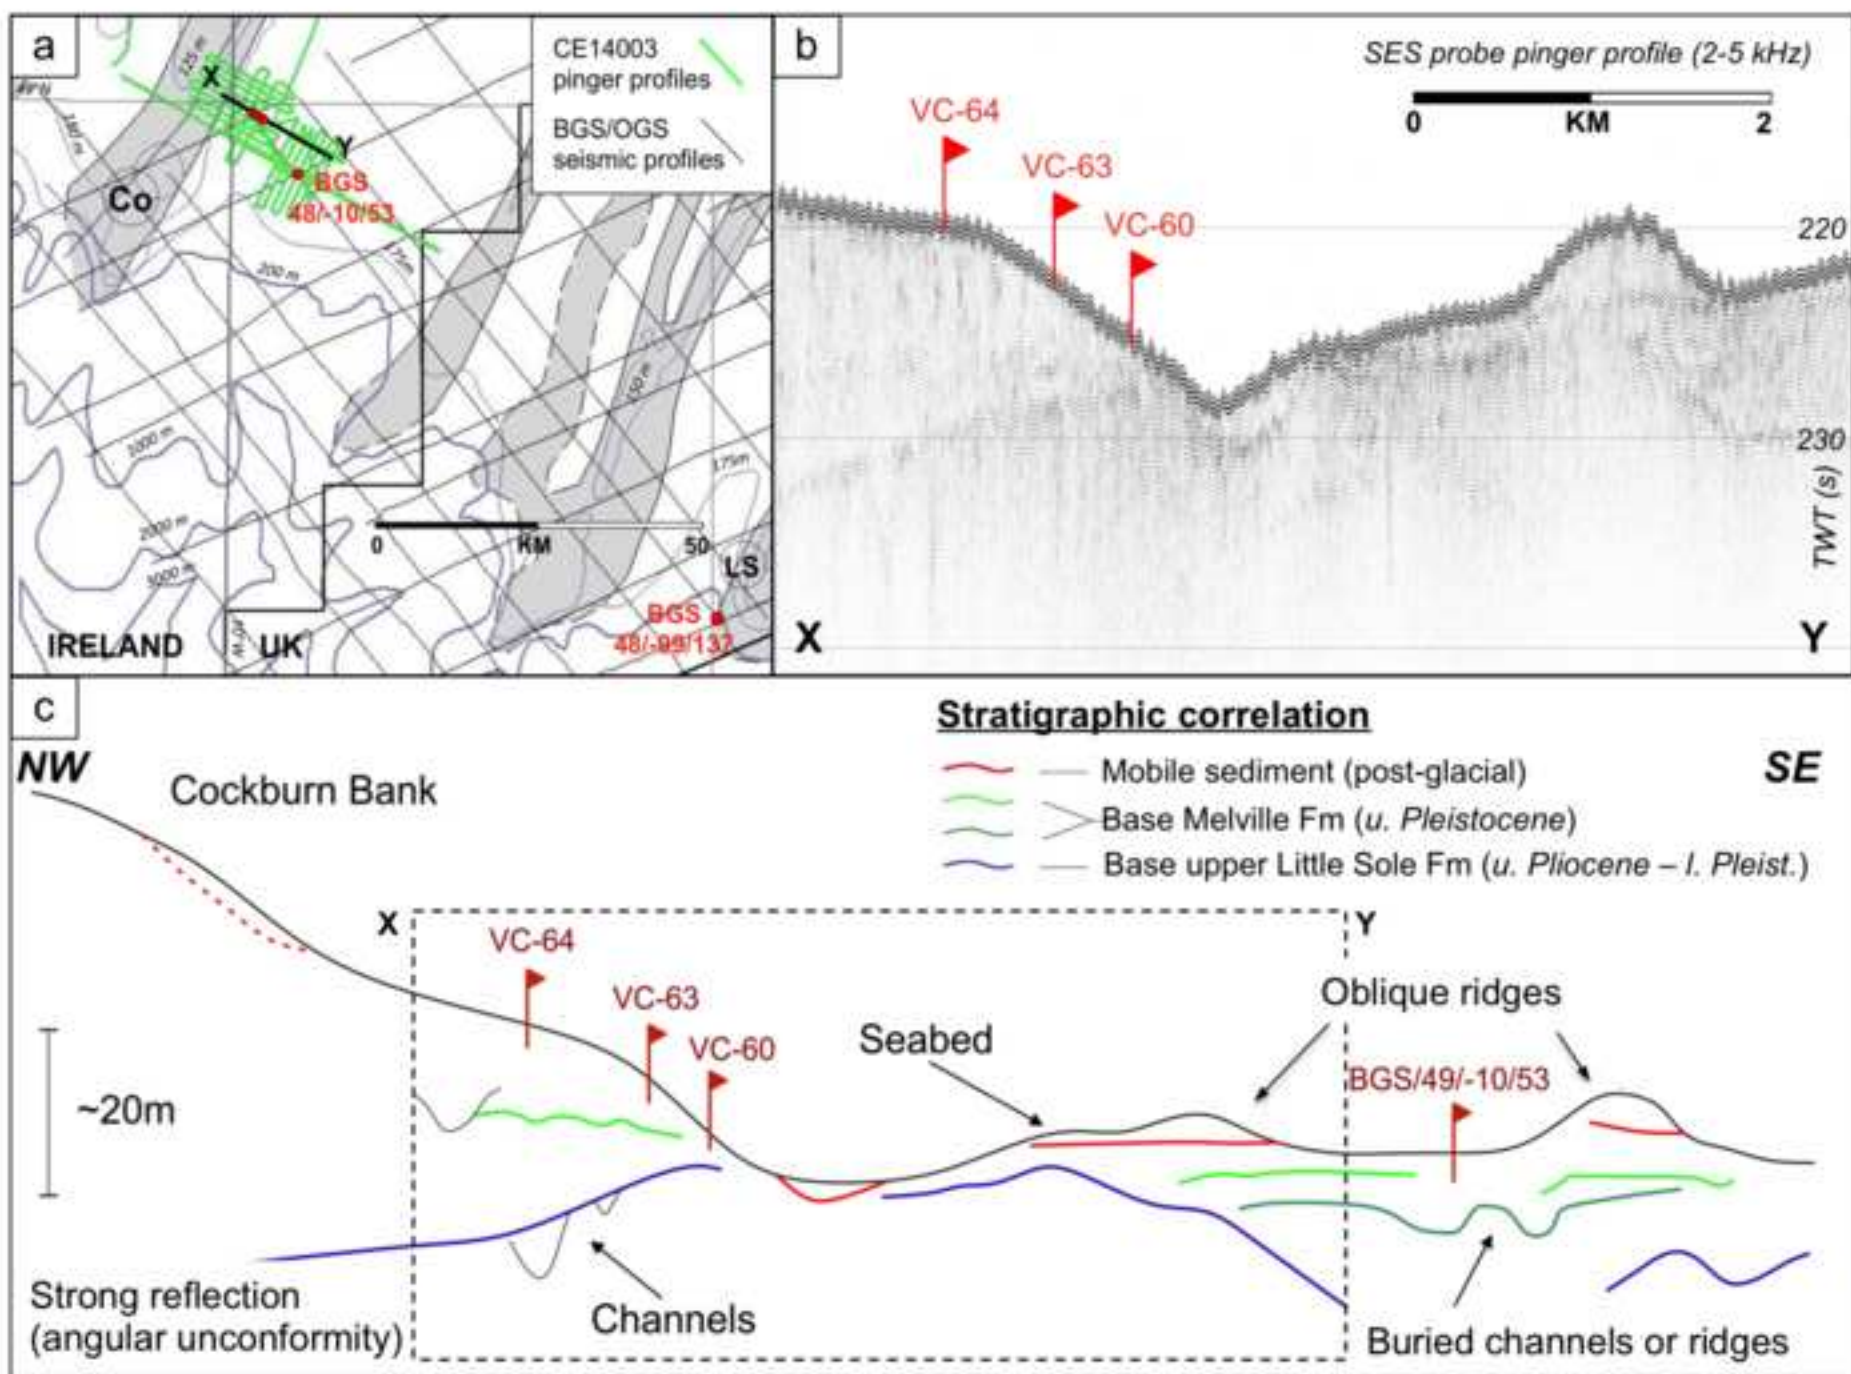 a
125 m
X
Y
180 m
Co
BGS
48/-10/53
175m
200 m
CE14003
pinger profiles
BGS/OGS
seismic profiles
150 m
1000 m
2000 m
3000 m
175m
0
KM
50
LS
BGS
IRELAND
UK
b
SES probe pinger profile (2-5 kHz)
0
KM
2
VC-64
VC-63
VC-60
220
230
TWT (s)
X
Y
c
Stratigraphic correlation
NW
SE
Cockburn Bank
Mobile sediment (post-glacial)
Base Melville Fm (u. Pleistocene)
Base upper Little Sole Fm (u. Pliocene – l. Pleist.)
X
Y
VC-64
VC-63
VC-60
Seabed
Oblique ridges
BGS/49/-10/53
~20m
Strong reflection
(angular unconformity)
Channels
Buried channels or ridges